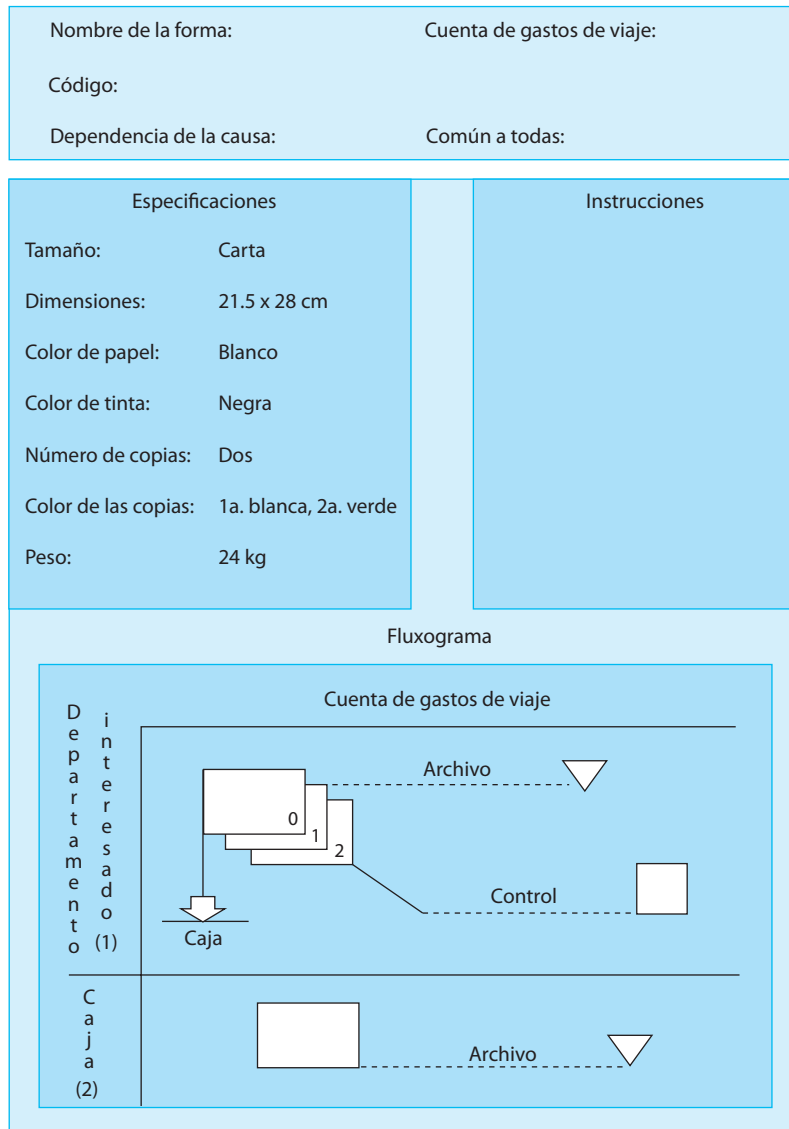 Nombre de la forma: Cuenta de gastos de viaje:
Código:
Dependencia de la causa: Común a todas:
Especificaciones
Tamaño: Carta
Dimensiones: 21.5 x 28 cm
Color de papel: Blanco
Color de tinta: Negra
Número de copias: Dos
Color de las copias: 1a. blanca, 2a. verde
Peso: 24 kg
Instrucciones
Fluxograma
Cuenta de gastos de viaje
Departamento
interesado
(1)
Archivo
0
1
2
Control
Caja
Caja
(2)
Archivo